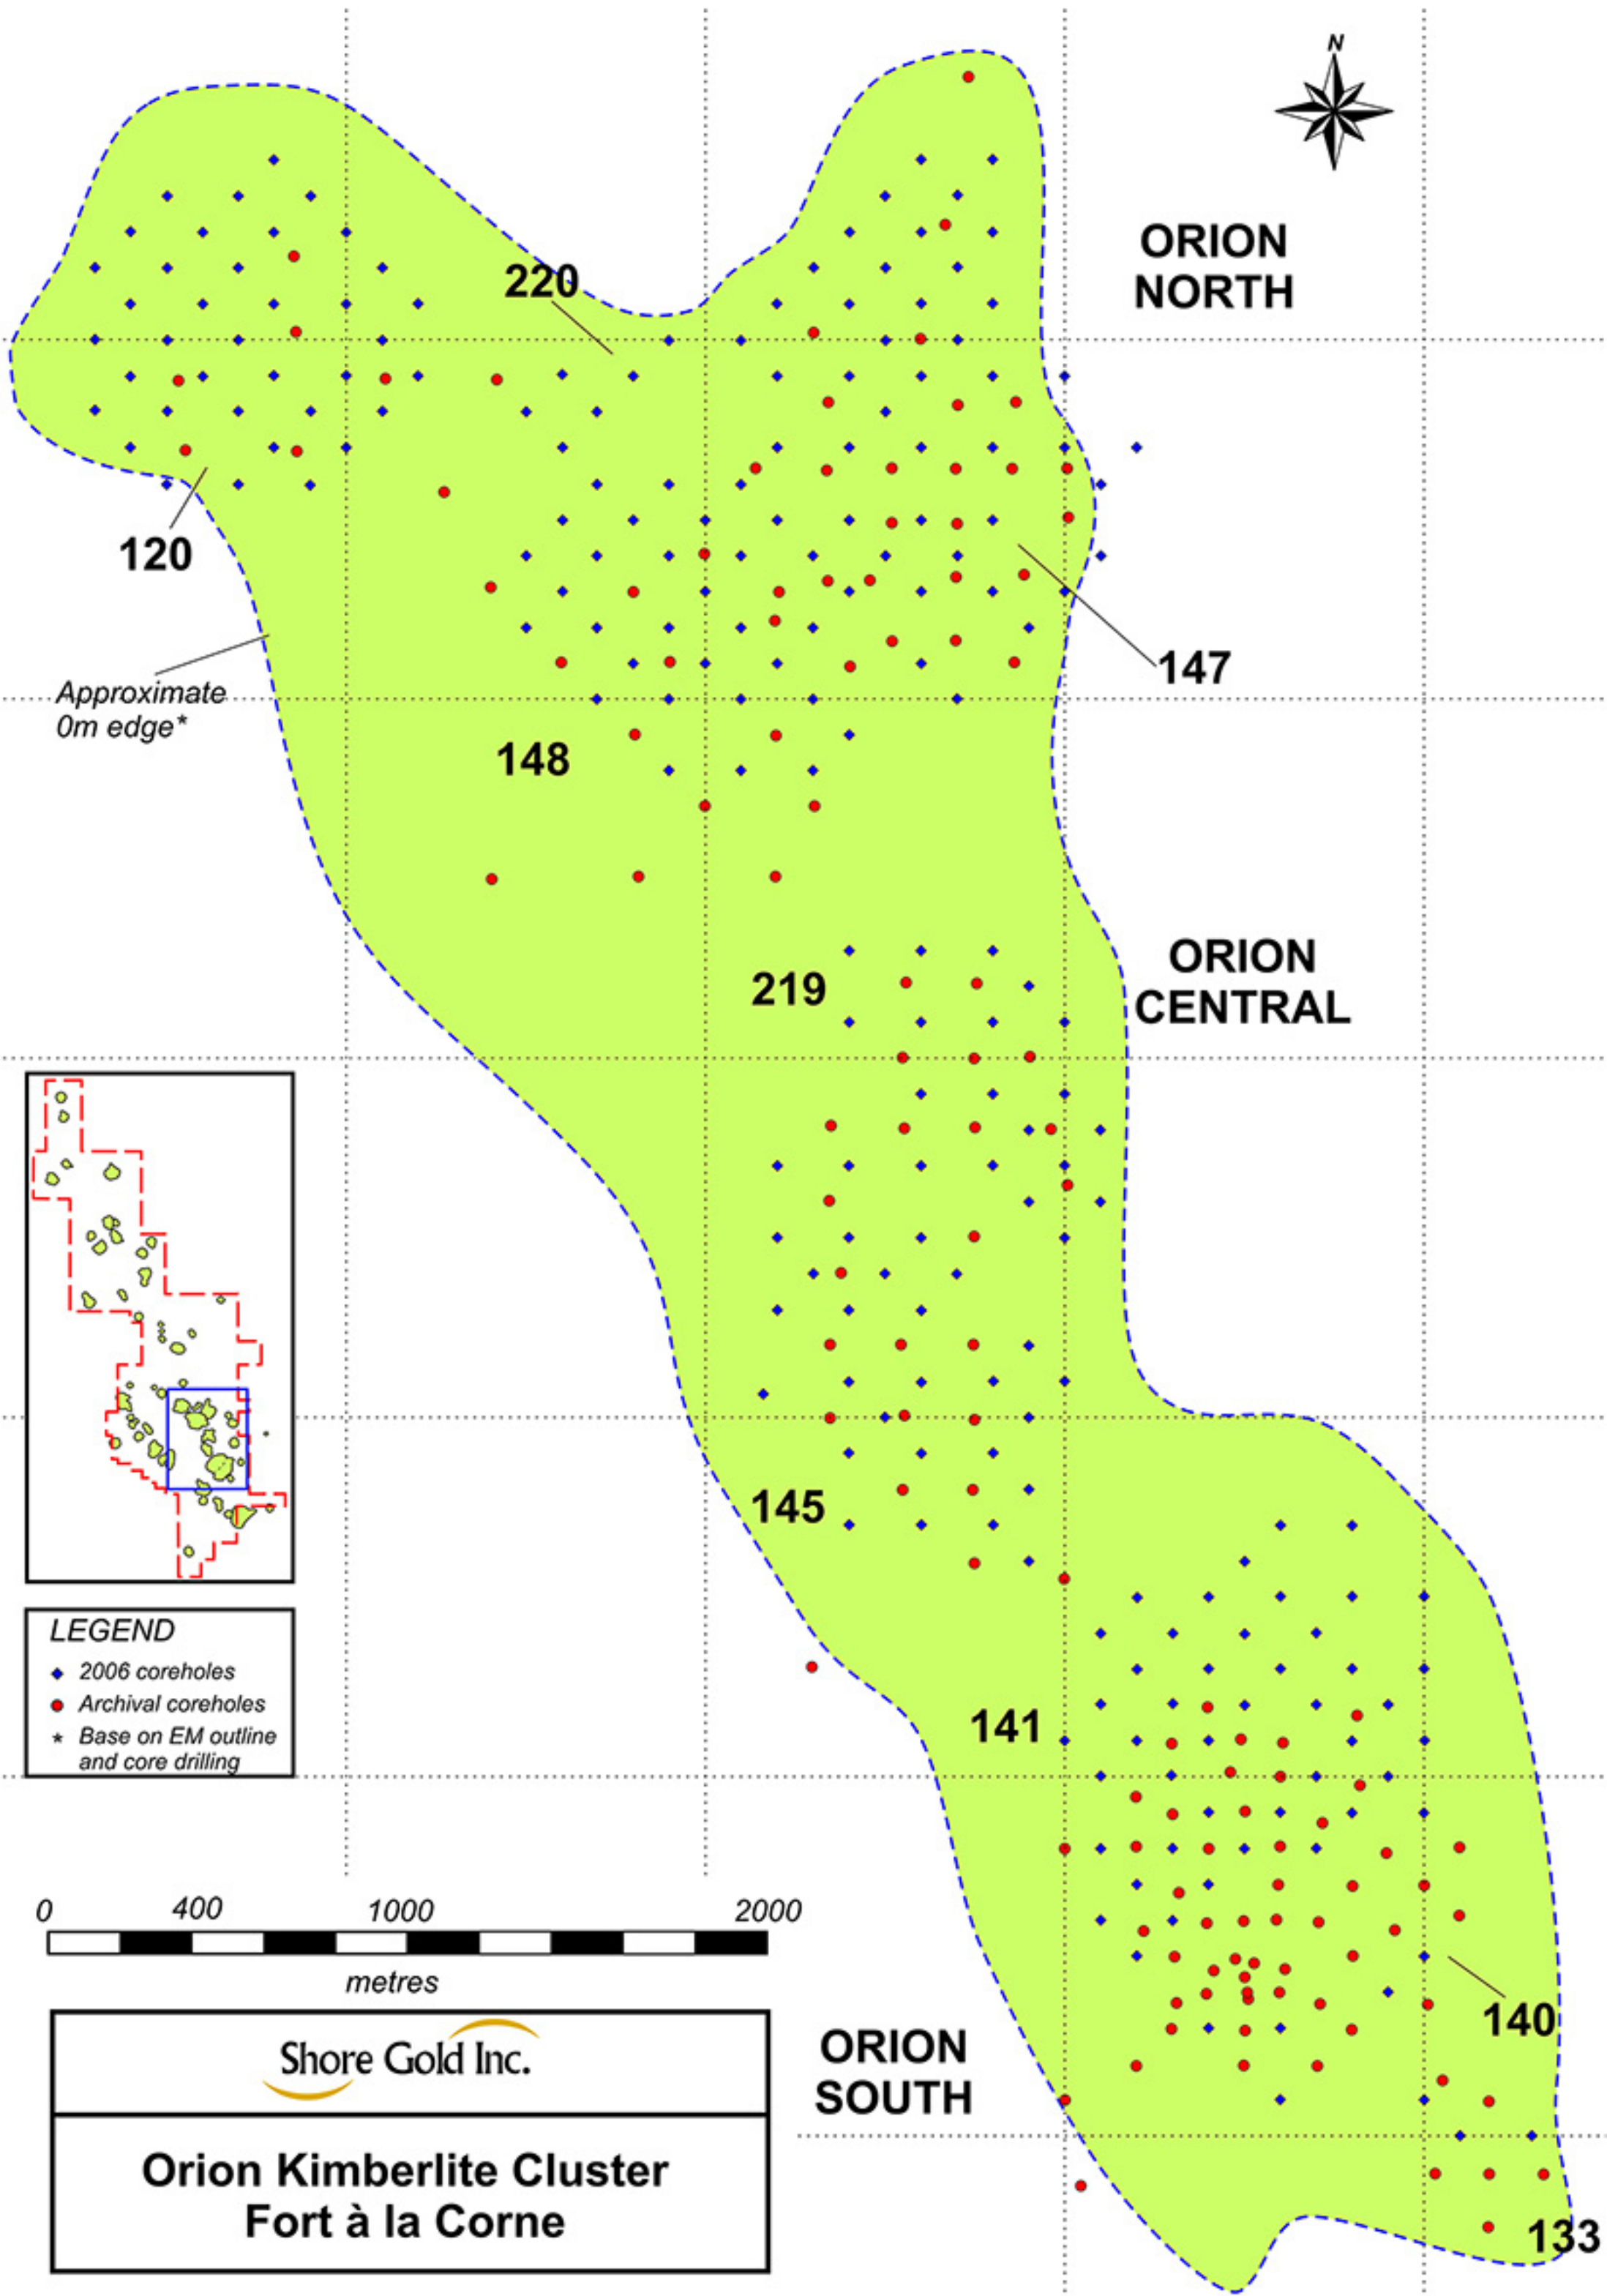 N
ORION
NORTH
220
120
147
Approximate
0m edge*
148
ORION
CENTRAL
219
145
LEGEND
2006 coreholes
Archival coreholes
* Base on EM outline
and core drilling
141
0 400 1000 2000
metres
140
ORION
SOUTH
Shore Gold Inc.
Orion Kimberlite Cluster
Fort à la Corne
133